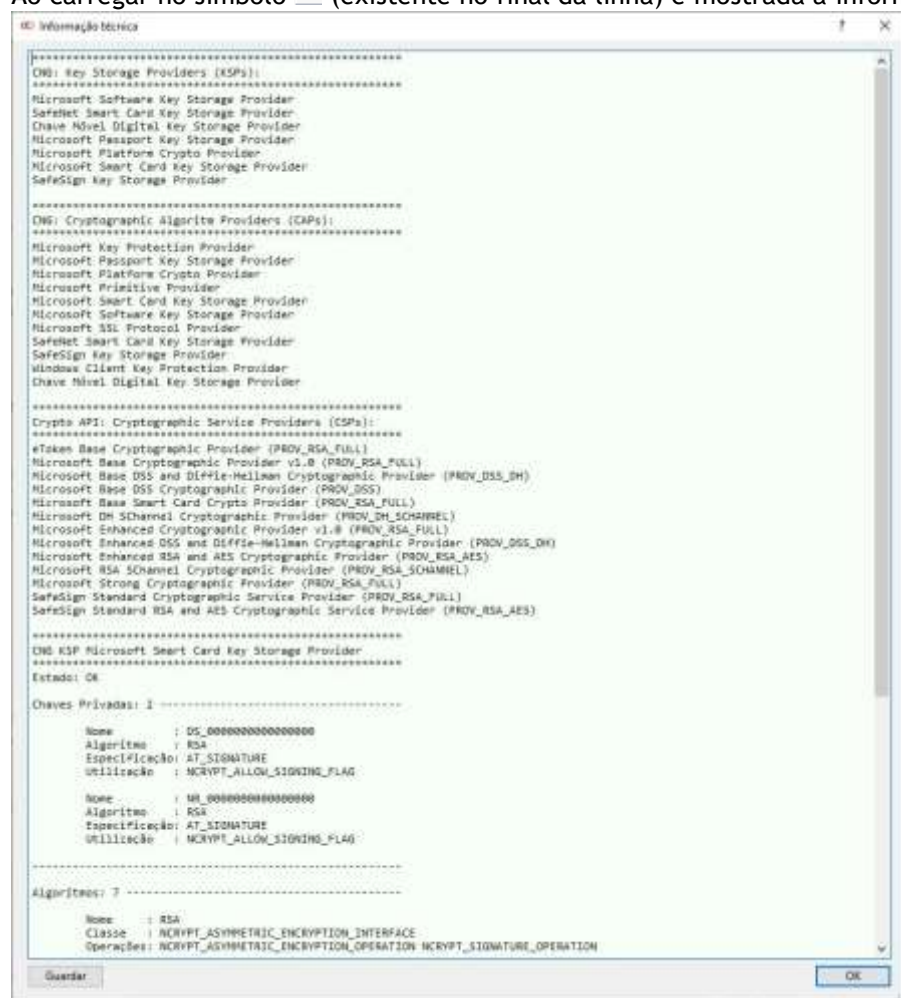 Ao carregar no símbolo (existente no final da linha) é mostrada a infor
Informação técnica
? ×
******************************************************
CNG: Key Storage Providers (KSPs):
******************************************************
Microsoft Software Key Storage Provider
SafeNet Smart Card Key Storage Provider
Chave Móvel Digital Key Storage Provider
Microsoft Passport Key Storage Provider
Microsoft Platform Crypto Provider
Microsoft Smart Card Key Storage Provider
SafeSign Key Storage Provider
******************************************************
CNG: Cryptographic Algoritm Providers (CAPs):
******************************************************
Microsoft Key Protection Provider
Microsoft Passport Key Storage Provider
Microsoft Platform Crypto Provider
Microsoft Primitive Provider
Microsoft Smart Card Key Storage Provider
Microsoft Software Key Storage Provider
Microsoft SSL Protocol Provider
SafeNet Smart Card Key Storage Provider
SafeSign Key Storage Provider
Windows Client Key Protection Provider
Chave Móvel Digital Key Storage Provider
******************************************************
Crypto API: Cryptographic Service Providers (CSPs):
******************************************************
eToken Base Cryptographic Provider (PROV_RSA_FULL)
Microsoft Base Cryptographic Provider v1.0 (PROV_RSA_FULL)
Microsoft Base DSS and Diffie-Hellman Cryptographic Provider (PROV_DSS_DH)
Microsoft Base DSS Cryptographic Provider (PROV_DSS)
Microsoft Base Smart Card Crypto Provider (PROV_RSA_FULL)
Microsoft DH SChannel Cryptographic Provider (PROV_DH_SCHANNEL)
Microsoft Enhanced Cryptographic Provider v1.0 (PROV_RSA_FULL)
Microsoft Enhanced DSS and Diffie-Hellman Cryptographic Provider (PROV_DSS_DH)
Microsoft Enhanced RSA and AES Cryptographic Provider (PROV_RSA_AES)
Microsoft RSA SChannel Cryptographic Provider (PROV_RSA_SCHANNEL)
Microsoft Strong Cryptographic Provider (PROV_RSA_FULL)
SafeSign Standard Cryptographic Service Provider (PROV_RSA_FULL)
SafeSign Standard RSA and AES Cryptographic Service Provider (PROV_RSA_AES)
******************************************************
CNG KSP Microsoft Smart Card Key Storage Provider
******************************************************
Estado: OK
Chaves Privadas: 2 -----------------------------------
Nome : DS_0000000000000000
Algoritmo : RSA
Especificação: AT_SIGNATURE
Utilização : NCRYPT_ALLOW_SIGNING_FLAG
Nome : NR_0000000000000000
Algoritmo : RSA
Especificação: AT_SIGNATURE
Utilização : NCRYPT_ALLOW_SIGNING_FLAG
------------------------------------------------------
Algoritmos: 7 ----------------------------------------
Nome : RSA
Classe : NCRYPT_ASYMMETRIC_ENCRYPTION_INTERFACE
Operações: NCRYPT_ASYMMETRIC_ENCRYPTION_OPERATION NCRYPT_SIGNATURE_OPERATION
Guardar
OK